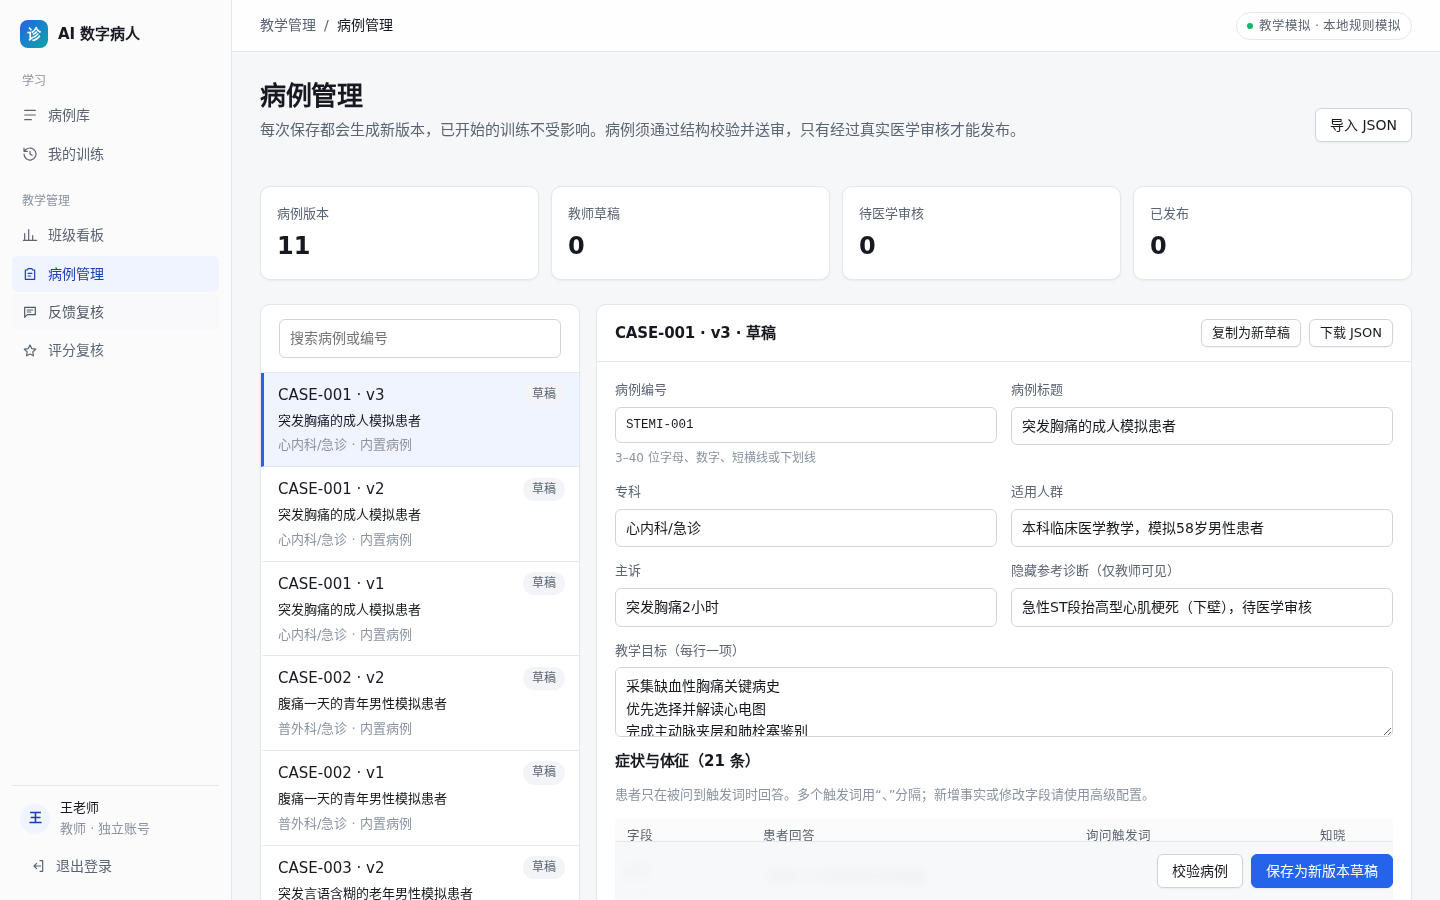 诊 AI 数字病人
学习
病例库
我的训练
教学管理
班级看板
病例管理
反馈复核
评分复核
王 王老师
教师 · 独立账号
退出登录
教学管理 / 病例管理
教学模拟 · 本地规则模拟
病例管理
每次保存都会生成新版本，已开始的训练不受影响。病例须通过结构校验并送审，只有经过真实医学审核才能发布。
导入 JSON
病例版本
11
教师草稿
0
待医学审核
0
已发布
0
搜索病例或编号
CASE-001 · v3 草稿
突发胸痛的成人模拟患者
心内科/急诊 · 内置病例
CASE-001 · v2 草稿
突发胸痛的成人模拟患者
心内科/急诊 · 内置病例
CASE-001 · v1 草稿
突发胸痛的成人模拟患者
心内科/急诊 · 内置病例
CASE-002 · v2 草稿
腹痛一天的青年男性模拟患者
普外科/急诊 · 内置病例
CASE-002 · v1 草稿
腹痛一天的青年男性模拟患者
普外科/急诊 · 内置病例
CASE-003 · v2 草稿
突发言语含糊的老年男性模拟患者
CASE-001 · v3 · 草稿
复制为新草稿
下载 JSON
病例编号
STEMI-001
3–40 位字母、数字、短横线或下划线
病例标题
突发胸痛的成人模拟患者
专科
心内科/急诊
适用人群
本科临床医学教学，模拟58岁男性患者
主诉
突发胸痛2小时
隐藏参考诊断（仅教师可见）
急性ST段抬高型心肌梗死（下壁），待医学审核
教学目标（每行一项）
采集缺血性胸痛关键病史
优先选择并解读心电图
完成主动脉夹层和肺栓塞鉴别
症状与体征（21 条）
患者只在被问到触发词时回答。多个触发词用“、”分隔；新增事实或修改字段请使用高级配置。
字段 患者回答 询问触发词 知晓
校验病例
保存为新版本草稿